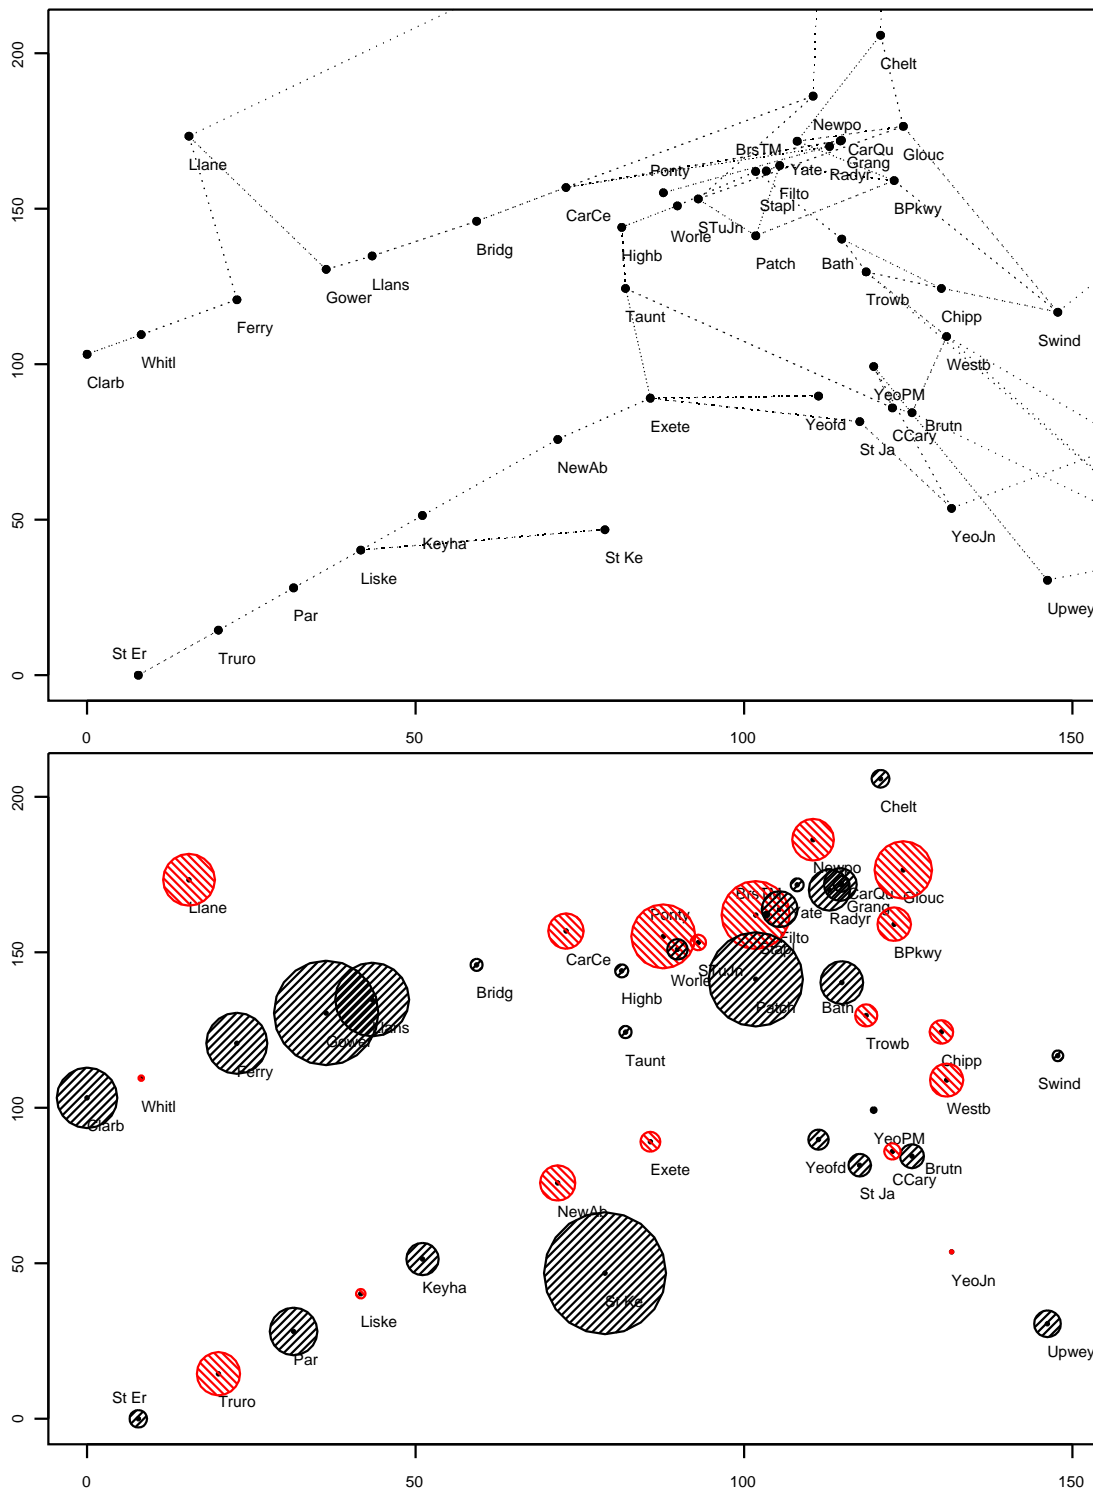 200
150
100
50
0
Chelt
Newpo
Llane
BrsTM
CarQu
Glouc
Grang
Yate
Radyr
Ponty
Filto
Stapl
BPkwy
CarCe
STuJn
Worle
Bridg
Highb
Patch
Bath
Llans
Gower
Trowb
Chipp
Ferry
Taunt
Swind
Whitl
Westb
Clarb
YeoPM
Exete
Yeofd
Brutn
CCary
St Ja
NewAb
Keyha
YeoJn
St Ke
Liske
Upwey
Par
St Er
Truro
0 50 100 150
200
150
100
50
0
Chelt
Newpo
BrsTM
CarQu
Glouc
Llane
Grang
Yate
Ponty
Radyr
Filto
Stapl
BPkwy
CarCe
STuJn
Worle
Bridg
Highb
Patch
Bath
Llans
Gower
Trowb
Taunt
Chipp
Ferry
Swind
Whitl
Westb
Clarb
YeoPM
Exete
Yeofd
Brutn
CCary
St Ja
NewAb
YeoJn
Keyha
St Ke
Liske
Upwey
Par
St Er
Truro
0 50 100 150